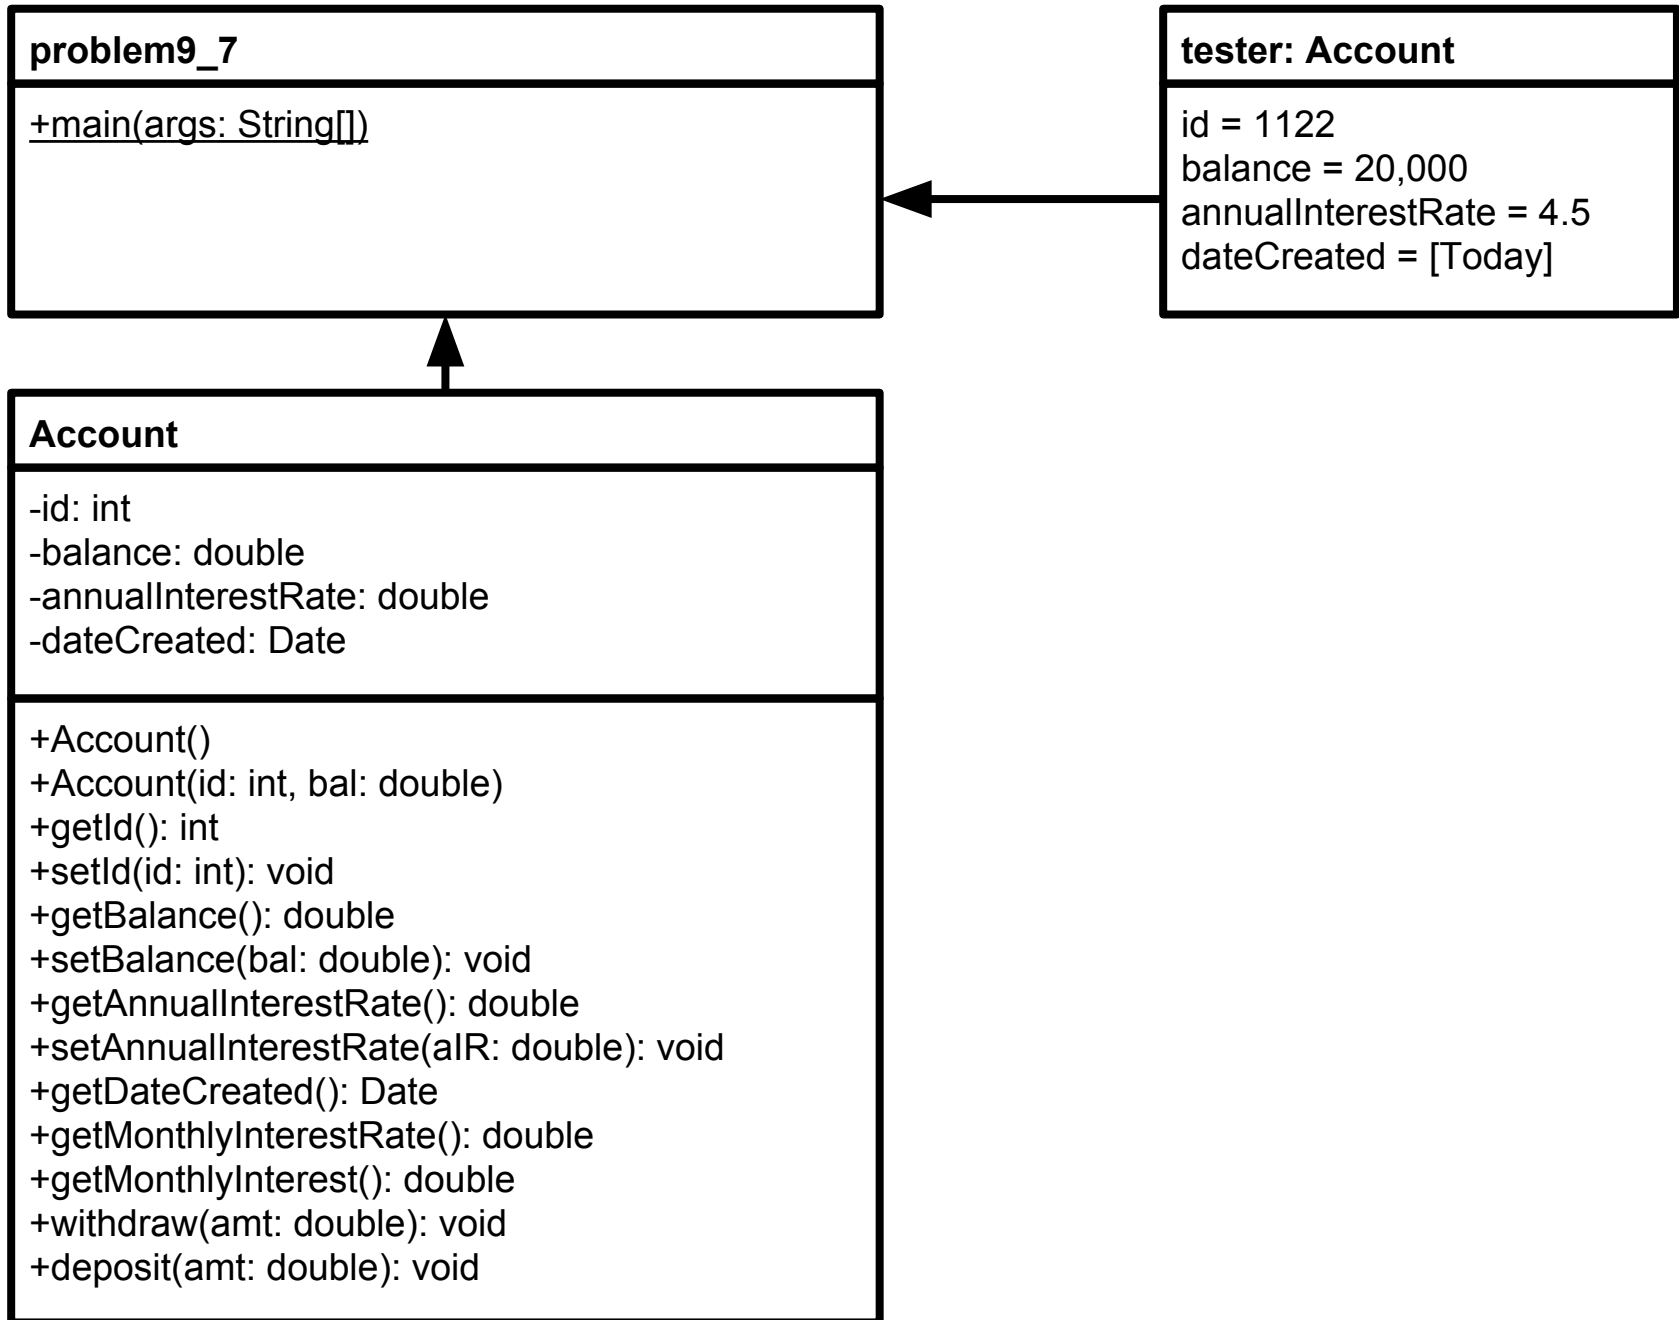 problem9_7
+main(args: String[])
tester: Account
id = 1122
balance = 20,000
annualInterestRate = 4.5
dateCreated = [Today]
Account
-id: int
-balance: double
-annualInterestRate: double
-dateCreated: Date
+Account()
+Account(id: int, bal: double)
+getId(): int
+setId(id: int): void
+getBalance(): double
+setBalance(bal: double): void
+getAnnualInterestRate(): double
+setAnnualInterestRate(aIR: double): void
+getDateCreated(): Date
+getMonthlyInterestRate(): double
+getMonthlyInterest(): double
+withdraw(amt: double): void
+deposit(amt: double): void